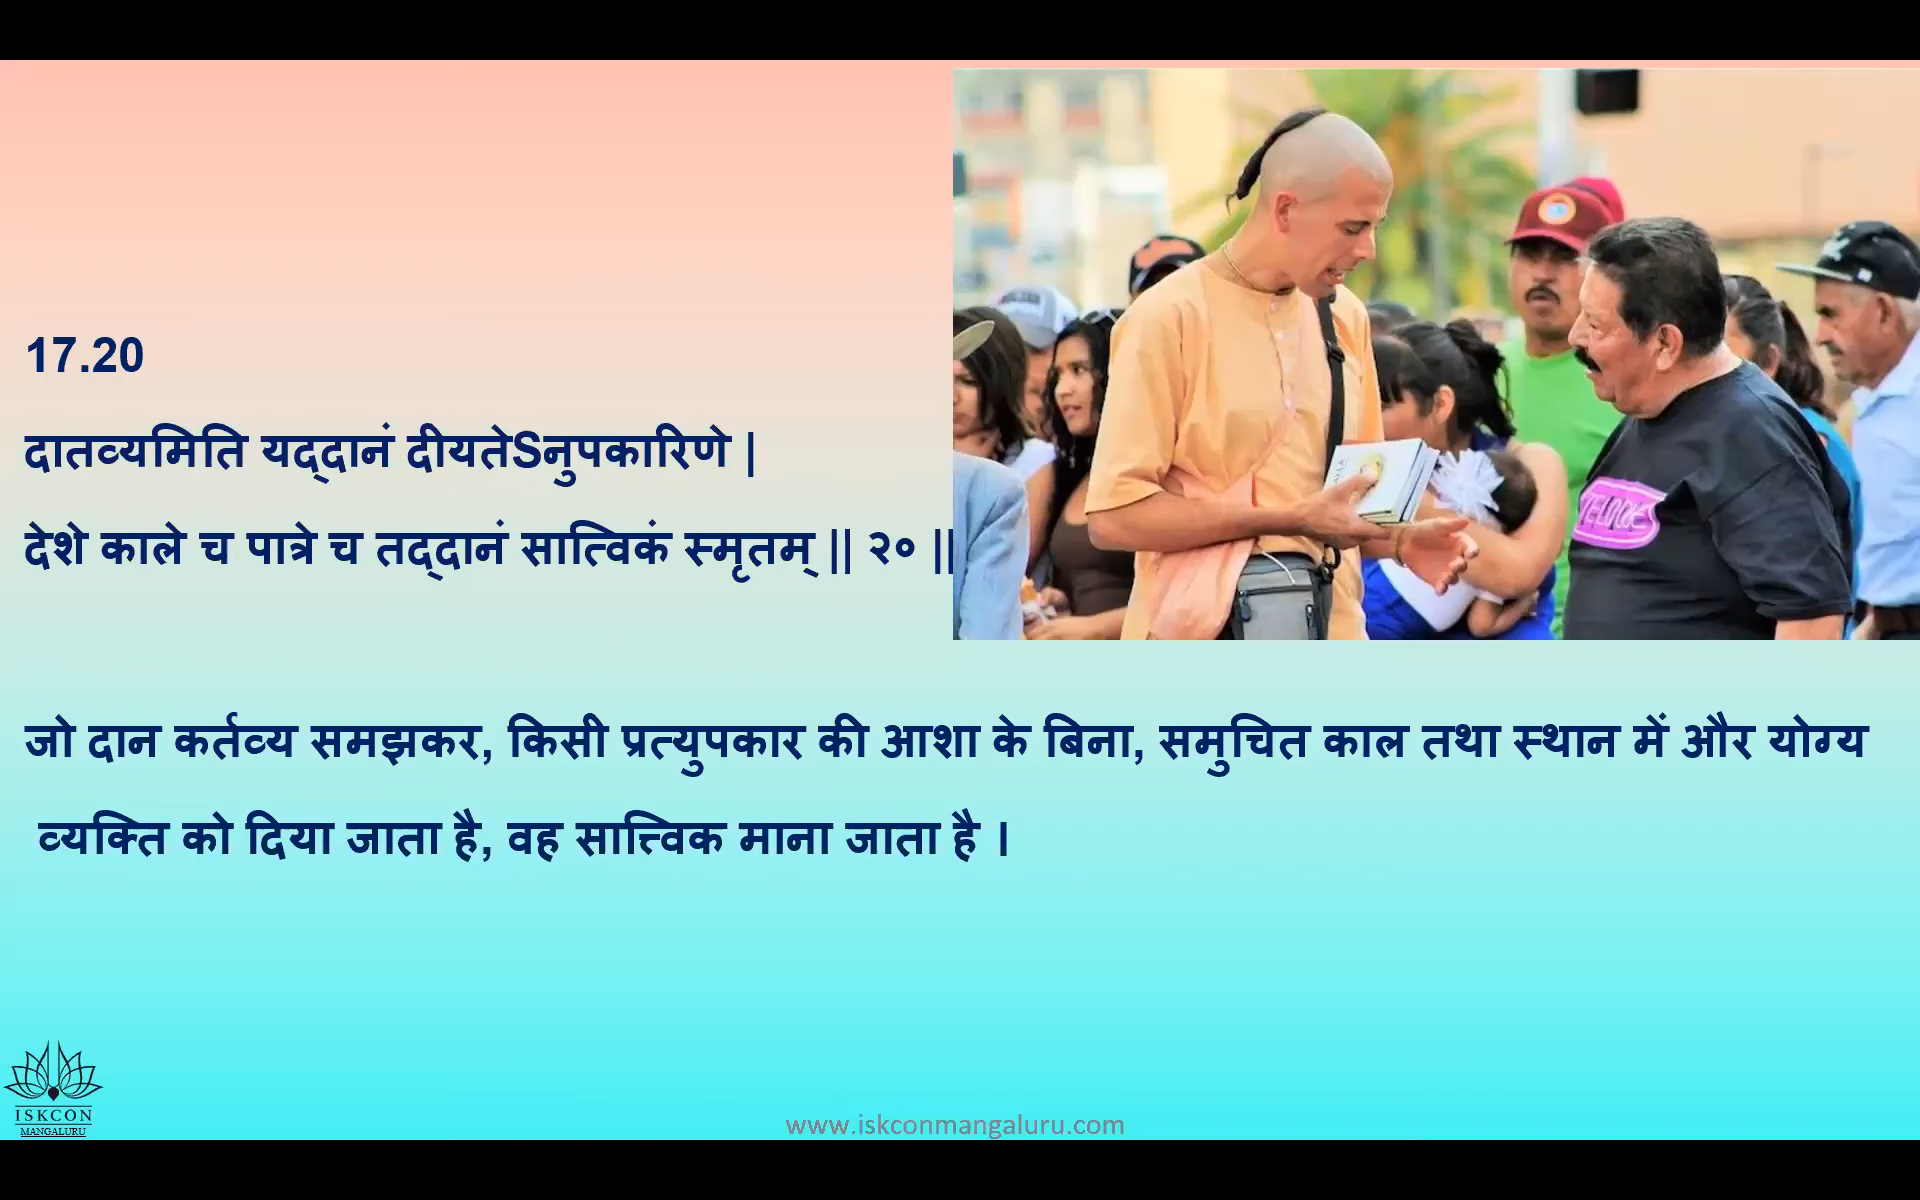 17.20
दातव्यमिति यद्दानं दीयतेSनुपकारिणे |
देशे काले च पात्रे च तद्दानं सात्त्विकं स्मृतम् || २० ||
जो दान कर्तव्य समझकर, किसी प्रत्युपकार की आशा के बिना, समुचित काल तथा स्थान में और योग्य
व्यक्ति को दिया जाता है, वह सात्त्विक माना जाता है ।
ISKCON
MANGALURU
www.iskconmangaluru.com